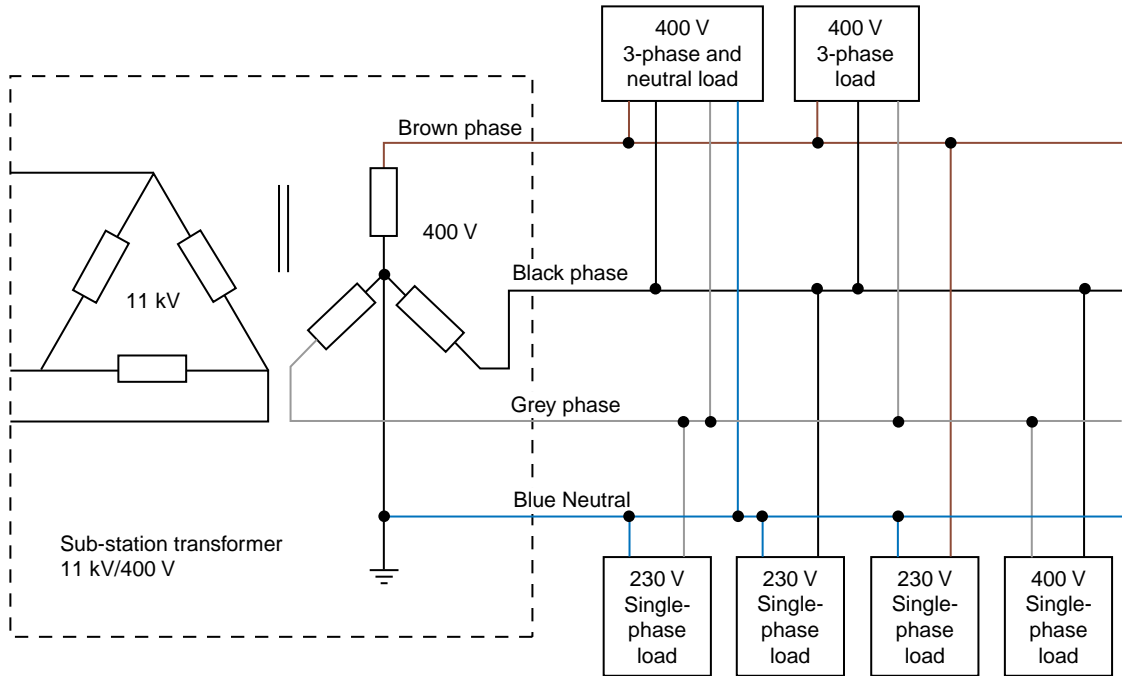 400 V
3-phase and
neutral load
400 V
3-phase
load
Brown phase
400 V
Black phase
11 kV
Grey phase
Blue Neutral
Sub-station transformer
11 kV/400 V
230 V
Single-
phase
load
230 V
Single-
phase
load
230 V
Single-
phase
load
400 V
Single-
phase
load